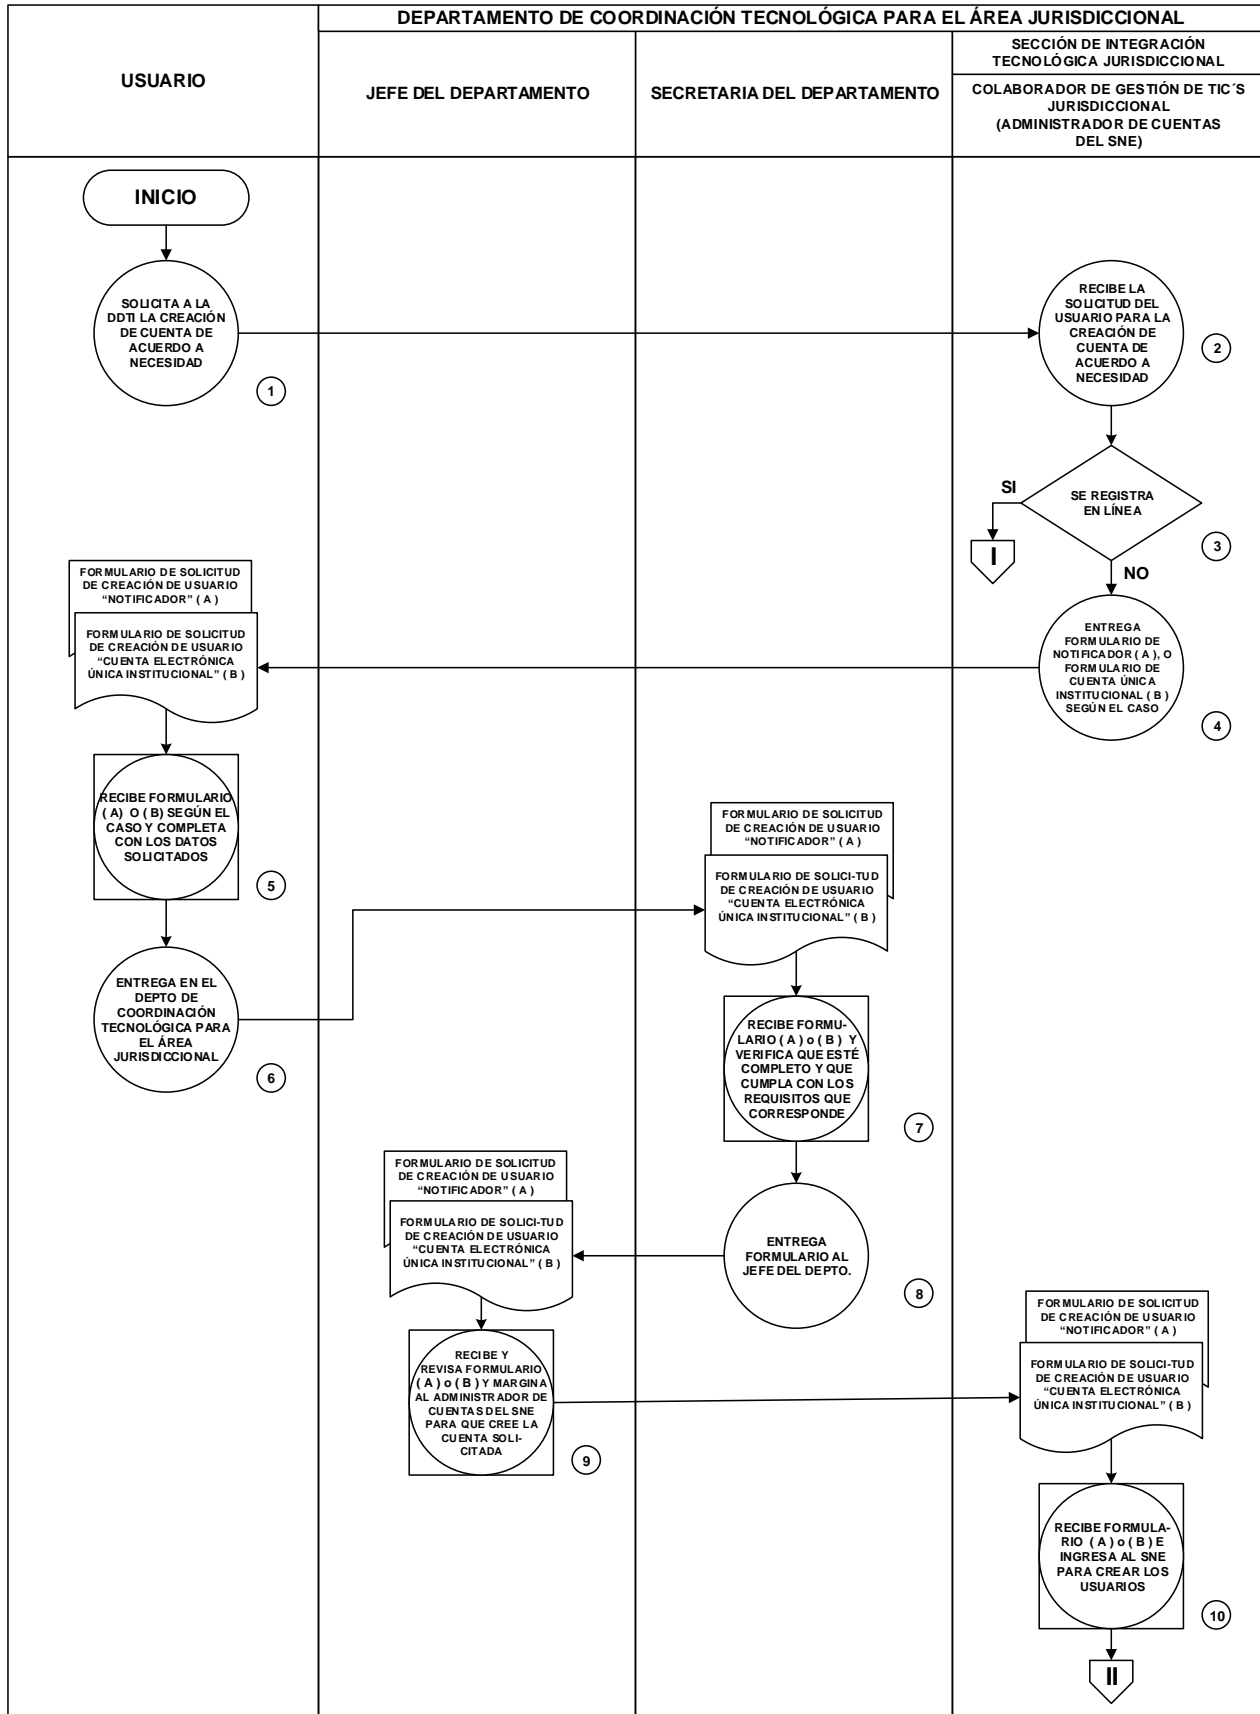 DEPARTAMENTO DE COORDINACIÓN TECNOLÓGICA PARA EL ÁREA JURISDICCIONAL
USUARIO
JEFE DEL DEPARTAMENTO
SECRETARIA DEL DEPARTAMENTO
SECCIÓN DE INTEGRACIÓN
TECNOLÓGICA JURISDICCIONAL
COLABORADOR DE GESTIÓN DE TIC´S
JURISDICCIONAL
(ADMINISTRADOR DE CUENTAS
DEL SNE)
INICIO
SOLICITA A LA
DDTI LA CREACIÓN
DE CUENTA DE
ACUERDO A
NECESIDAD
1
RECIBE LA
SOLICITUD DEL
USUARIO PARA LA
CREACIÓN DE
CUENTA DE
ACUERDO A
NECESIDAD
2
SE REGISTRA
EN LÍNEA
3
SI
I
NO
ENTREGA
FORMULARIO DE
NOTIFICADOR ( A ), O
FORMULARIO DE
CUENTA ÚNICA
INSTITUCIONAL ( B )
SEGÚN EL CASO
4
FORMULARIO DE SOLICITUD
DE CREACIÓN DE USUARIO
“NOTIFICADOR” ( A )
FORMULARIO DE SOLICITUD
DE CREACIÓN DE USUARIO
“CUENTA ELECTRÓNICA
ÚNICA INSTITUCIONAL” ( B )
RECIBE FORMULARIO
( A) O ( B) SEGÚN EL
CASO Y COMPLETA
CON LOS DATOS
SOLICITADOS
5
ENTREGA EN EL
DEPTO DE
COORDINACIÓN
TECNOLÓGICA PARA
EL ÁREA
JURISDICCIONAL
6
FORMULARIO DE SOLICITUD
DE CREACIÓN DE USUARIO
“NOTIFICADOR” ( A )
FORMULARIO DE SOLICI-TUD
DE CREACIÓN DE USUARIO
“CUENTA ELECTRÓNICA
ÚNICA INSTITUCIONAL” ( B )
RECIBE FORMU-
LARIO ( A ) o ( B ) Y
VERIFICA QUE ESTÉ
COMPLETO Y QUE
CUMPLA CON LOS
REQUISITOS QUE
CORRESPONDE
7
ENTREGA
FORMULARIO AL
JEFE DEL DEPTO.
8
FORMULARIO DE SOLICITUD
DE CREACIÓN DE USUARIO
“NOTIFICADOR” ( A )
FORMULARIO DE SOLICI-TUD
DE CREACIÓN DE USUARIO
“CUENTA ELECTRÓNICA
ÚNICA INSTITUCIONAL” ( B )
RECIBE Y
REVISA FORMULARIO
( A ) o ( B ) Y MARGINA
AL ADMINISTRADOR DE
CUENTAS DEL SNE
PARA QUE CREE LA
CUENTA SOLI-
CITADA
9
FORMULARIO DE SOLICITUD
DE CREACIÓN DE USUARIO
“NOTIFICADOR” ( A )
FORMULARIO DE SOLICI-TUD
DE CREACIÓN DE USUARIO
“CUENTA ELECTRÓNICA
ÚNICA INSTITUCIONAL” ( B )
RECIBE FORMULA-
RIO ( A ) o ( B ) E
INGRESA AL SNE
PARA CREAR LOS
USUARIOS
10
II